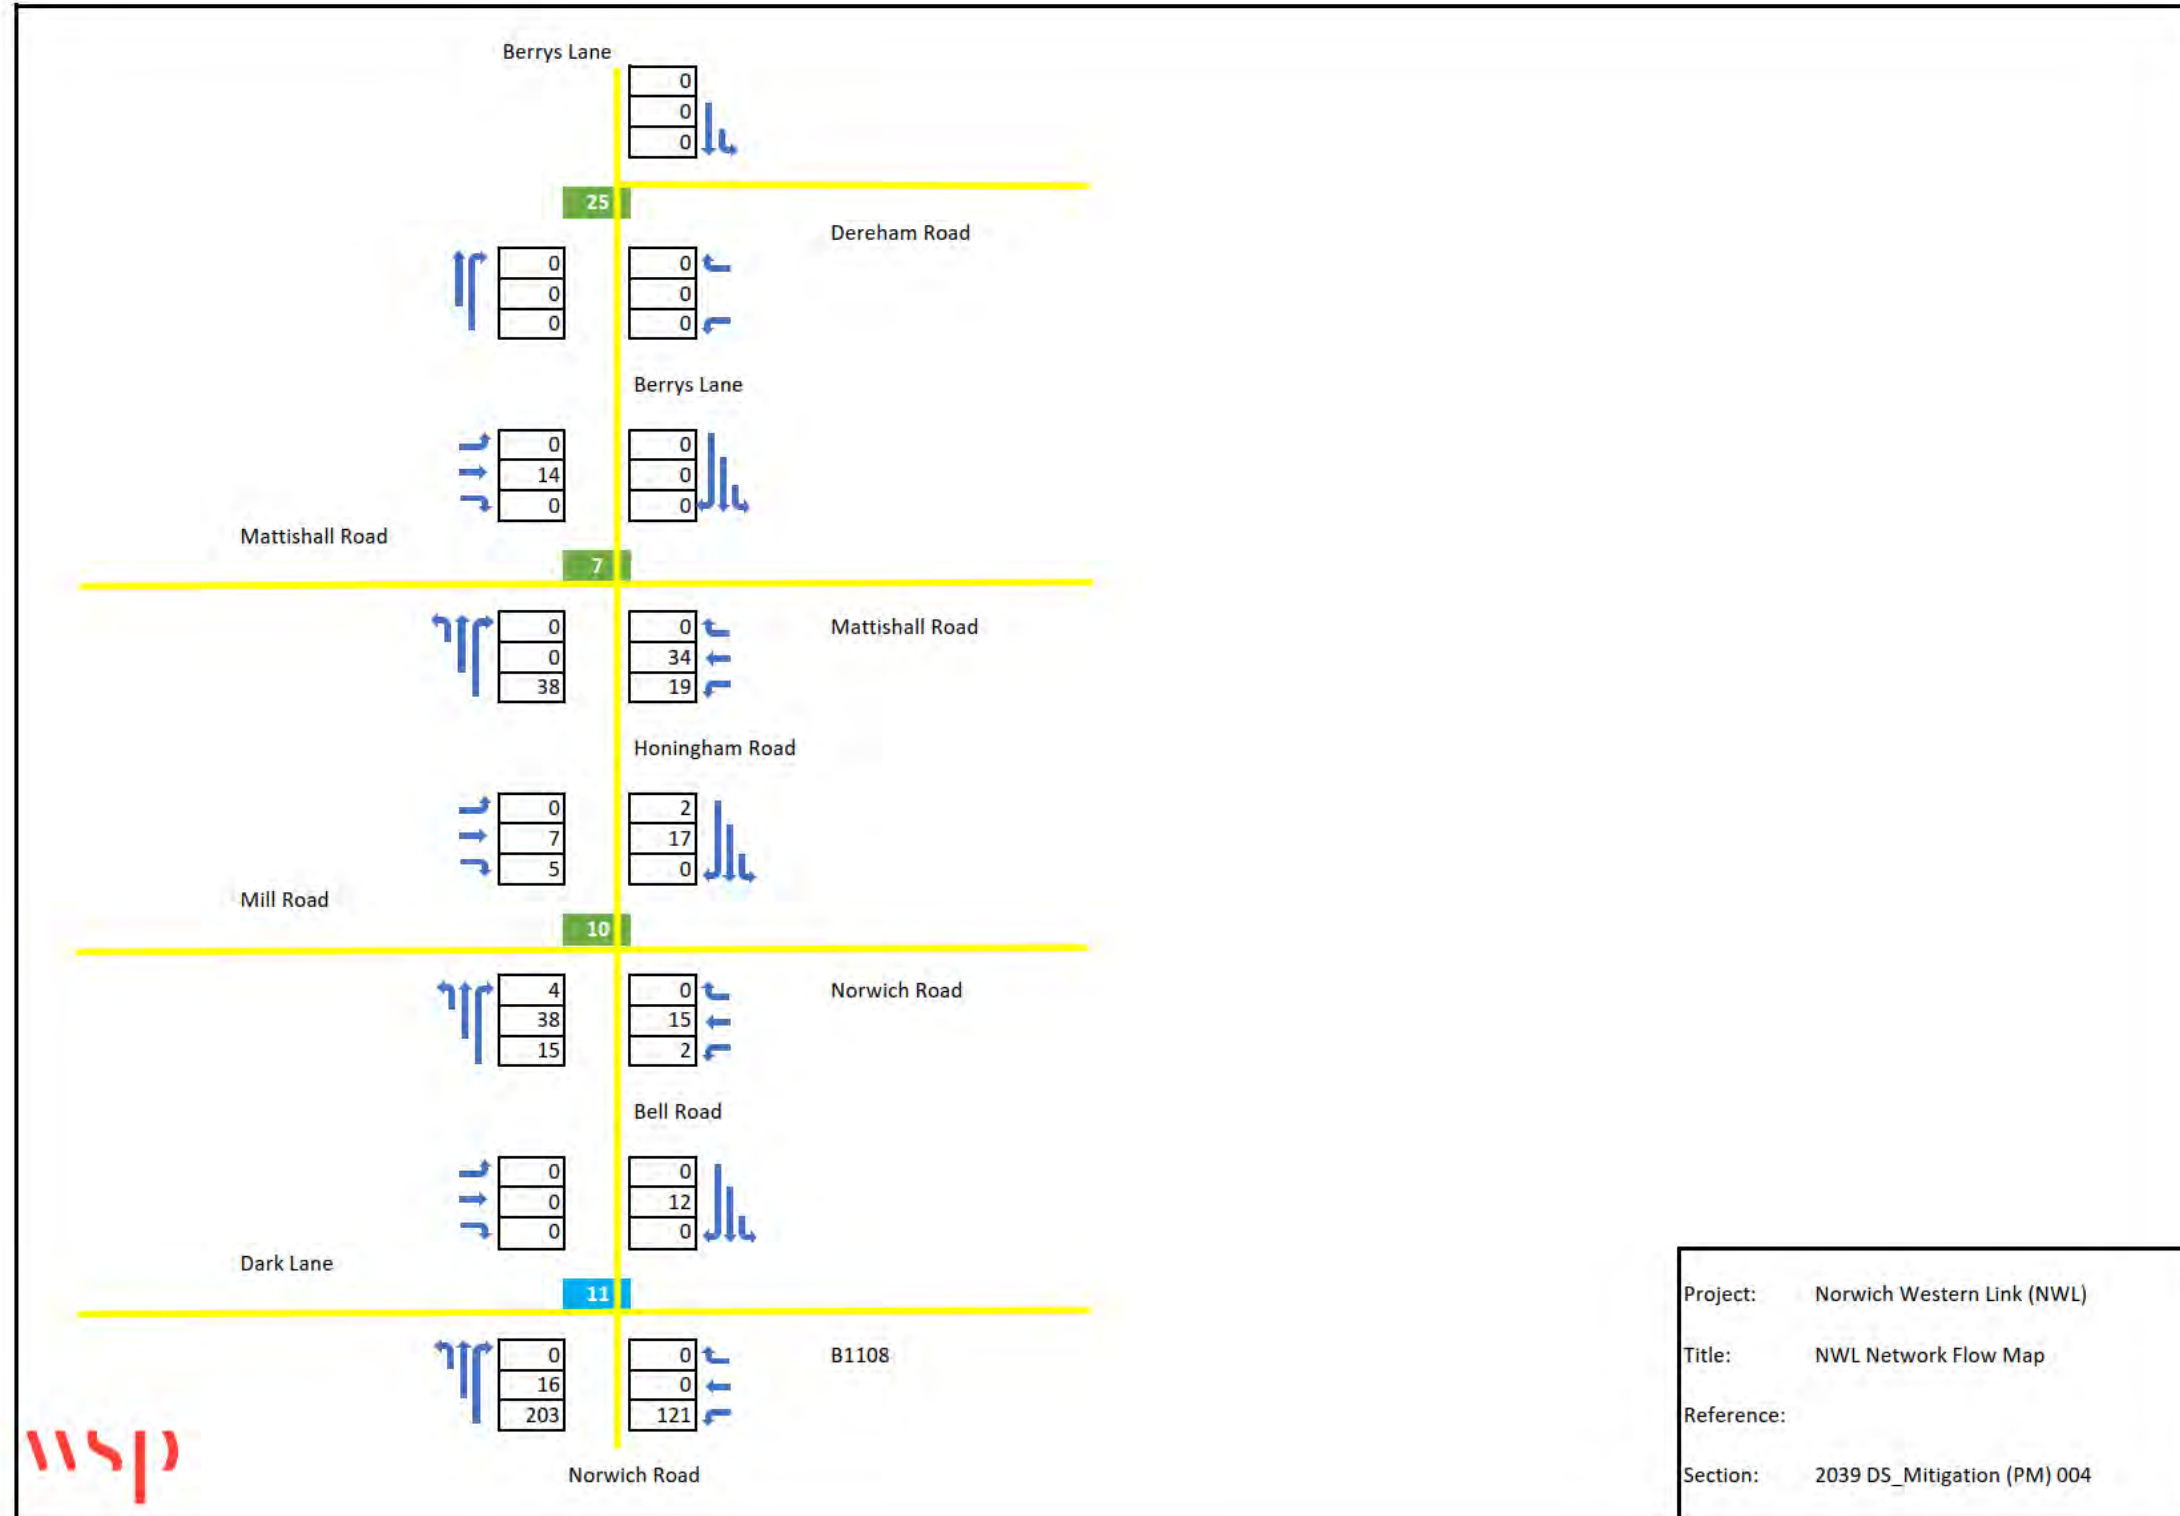 Berrys Lane
0
0
0
25
Dereham Road
0 0
0 0
0 0
Berrys Lane
0 0
14 0
0 0
Mattishall Road
7
0 0 Mattishall Road
0 34
38 19
Honingham Road
0 2
7 17
5 0
Mill Road
10
4 0 Norwich Road
38 15
15 2
Bell Road
0 0
0 12
0 0
Dark Lane
11
0 0 B1108
16 0
203 121
Norwich Road
wsp
Project: Norwich Western Link (NWL)
Title: NWL Network Flow Map
Reference:
Section: 2039 DS_Mitigation (PM) 004